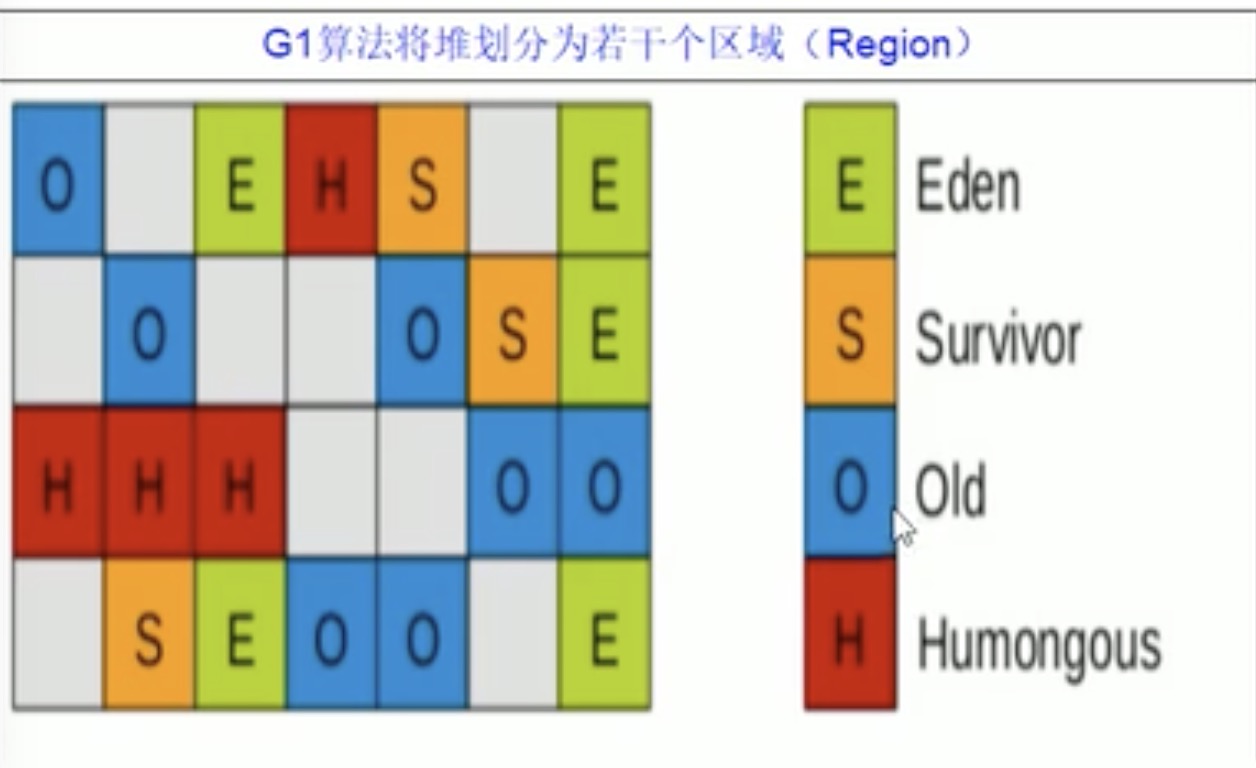 G1算法将堆划分为若干个区域（Region）
O E H S E
O O S E
H H H O O
S E O O E
E Eden
S Survivor
O Old
H Humongous